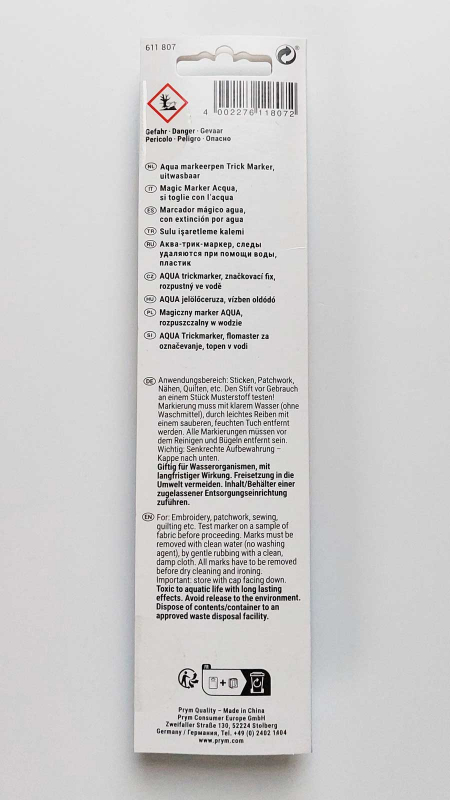 611 807
®
4 002276 118072
Gefahr · Danger · Gevaar
Pericolo · Peligro · Опасно
NL Aqua markeerpen Trick Marker,
uitwasbaar
IT Magic Marker Acqua,
si toglie con l'acqua
ES Marcador mágico agua,
con extinción por agua
TR Sulu işaretleme kalemi
RU Аква-трик-маркер, следы
удаляются при помощи воды,
пластик
CZ AQUA trickmarker, značkovací fix,
rozpustný ve vodě
HU AQUA jelölőceruza, vízben oldódó
PL Magiczny marker AQUA,
rozpuszczalny w wodzie
SI AQUA Trickmarker, flomaster za
označevanje, topen v vodi
DE Anwendungsbereich: Sticken, Patchwork,
Nähen, Quilten, etc. Den Stift vor Gebrauch
an einem Stück Musterstoff testen!
Markierung muss mit klarem Wasser (ohne
Waschmittel), durch leichtes Reiben mit
einem sauberen, feuchten Tuch entfernt
werden. Alle Markierungen müssen vor
dem Reinigen und Bügeln entfernt sein.
Wichtig: Senkrechte Aufbewahrung –
Kappe nach unten.
Giftig für Wasserorganismen, mit
langfristiger Wirkung. Freisetzung in die
Umwelt vermeiden. Inhalt/Behälter einer
zugelassener Entsorgungseinrichtung
zuführen.
EN For: Embroidery, patchwork, sewing,
quilting etc. Test marker on a sample of
fabric before proceeding. Marks must be
removed with clean water (no washing
agent), by gentle rubbing with a clean,
damp cloth. All marks have to be removed
before dry cleaning and ironing.
Important: store with cap facing down.
Toxic to aquatic life with long lasting
effects. Avoid release to the environment.
Dispose of contents/container to an
approved waste disposal facility.
FR
+
Prym Quality – Made in China
Prym Consumer Europe GmbH
Zweifaller Straße 130, 52224 Stolberg
Germany / Германия, Tel. +49 (0) 2402 1404
www.prym.com